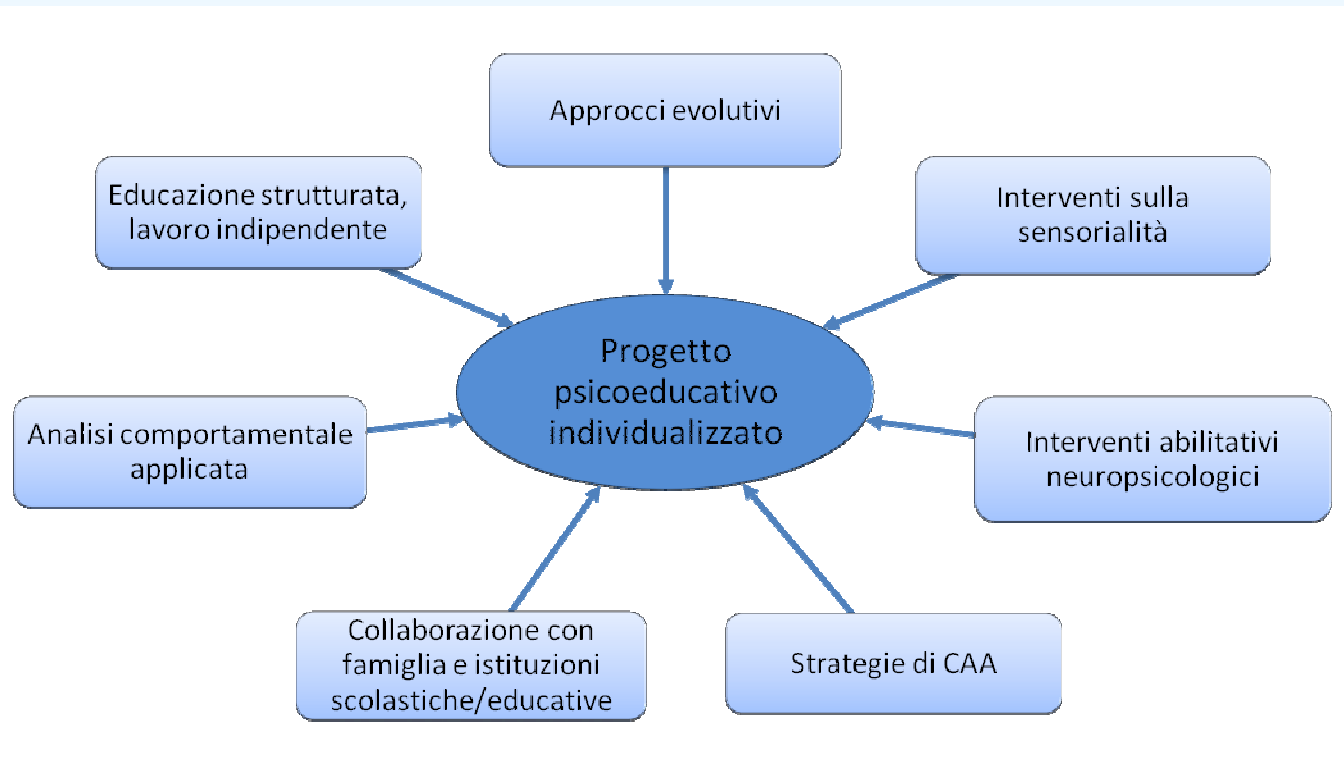 Approcci evolutivi
Educazione strutturata,
lavoro indipendente
Interventi sulla
sensorialità
Progetto
psicoeducativo
individualizzato
Analisi comportamentale
applicata
Interventi abilitativi
neuropsicologici
Collaborazione con
famiglia e istituzioni
scolastiche/educative
Strategie di CAA